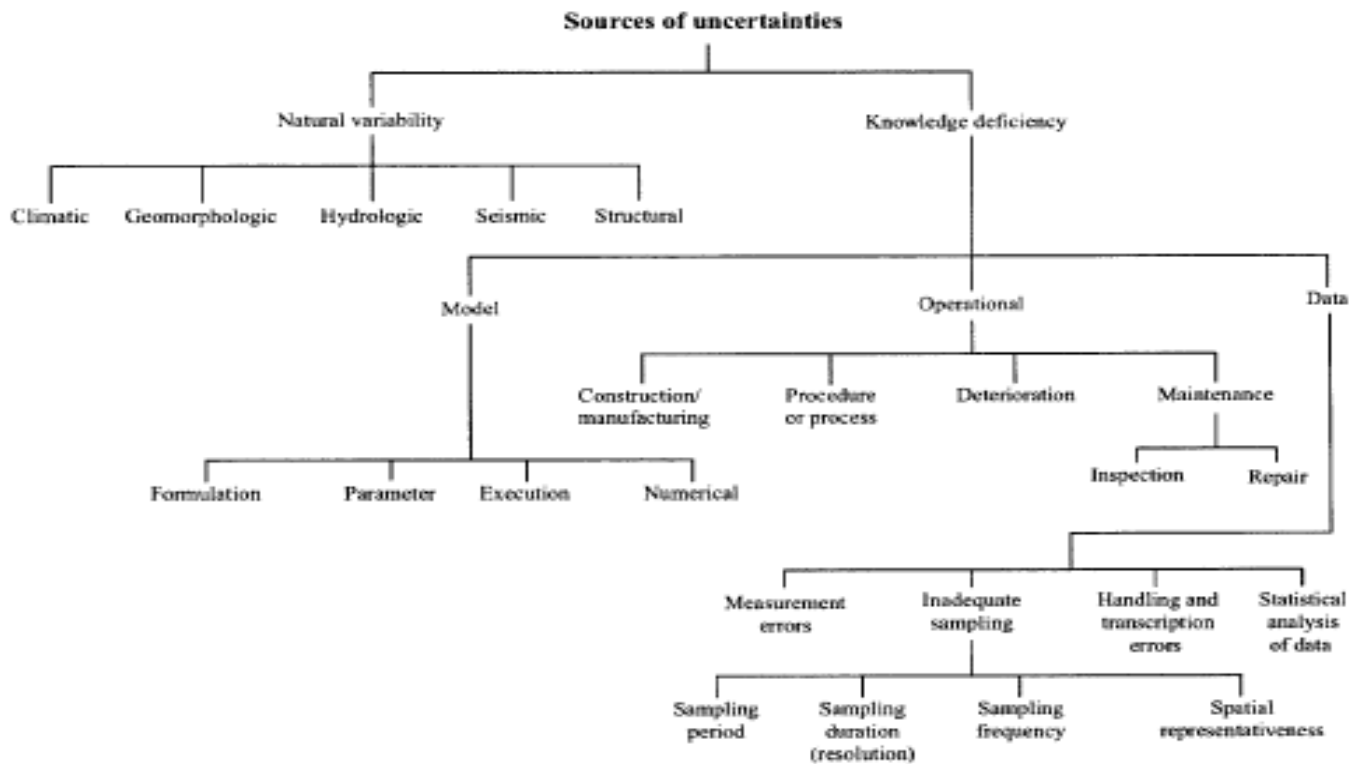 Sources of uncertainties
Natural variability
Knowledge deficiency
Climatic
Geomorphologic
Hydrologic
Seismic
Structural
Model
Operational
Data
Construction/
manufacturing
Procedure
or process
Deterioration
Maintenance
Inspection
Repair
Formulation
Parameter
Execution
Numerical
Measurement
errors
Inadequate
sampling
Handling and
transcription
errors
Statistical
analysis
of data
Sampling
period
Sampling
duration
(resolution)
Sampling
frequency
Spatial
representativeness